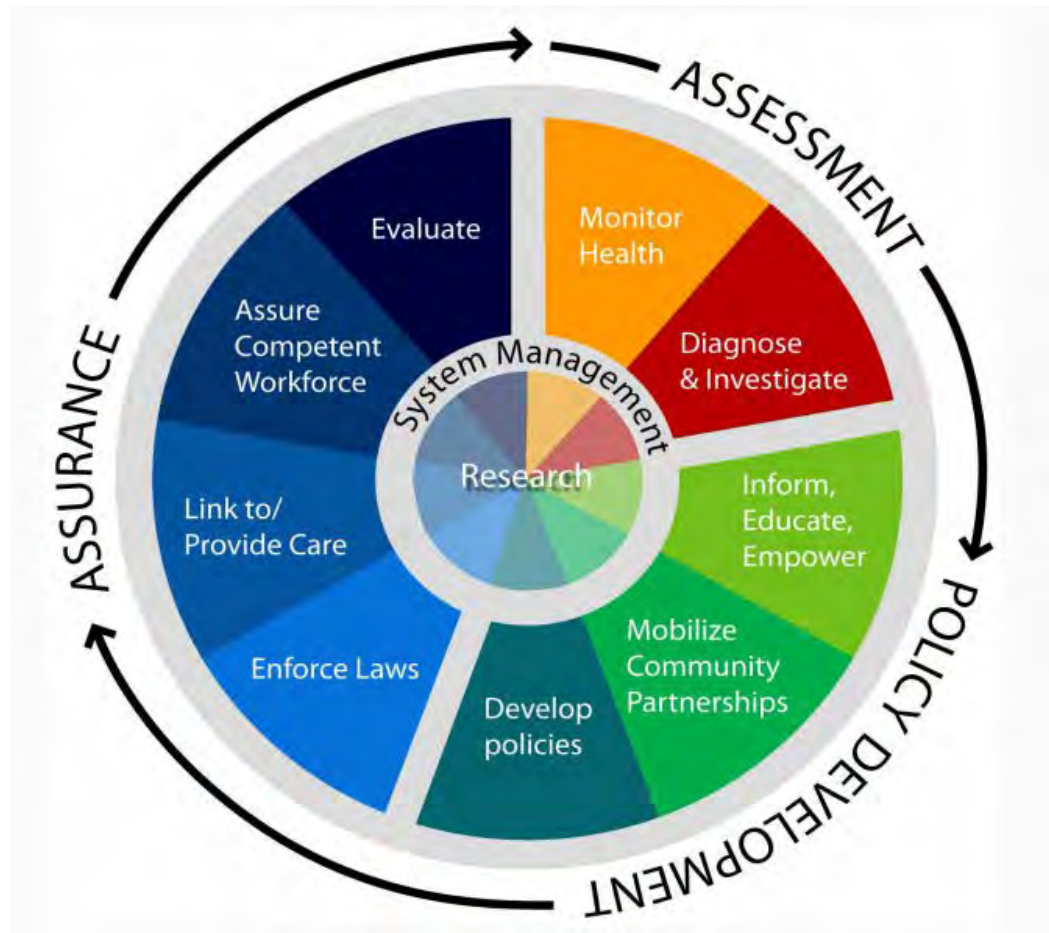 ASSESSMENT
POLICY DEVELOPMENT
ASSURANCE
Monitor
Health
Diagnose
& Investigate
Inform,
Educate,
Empower
Mobilize
Community
Partnerships
Develop
policies
Enforce Laws
Link to/
Provide Care
Assure
Competent
Workforce
Evaluate
System Management
Research